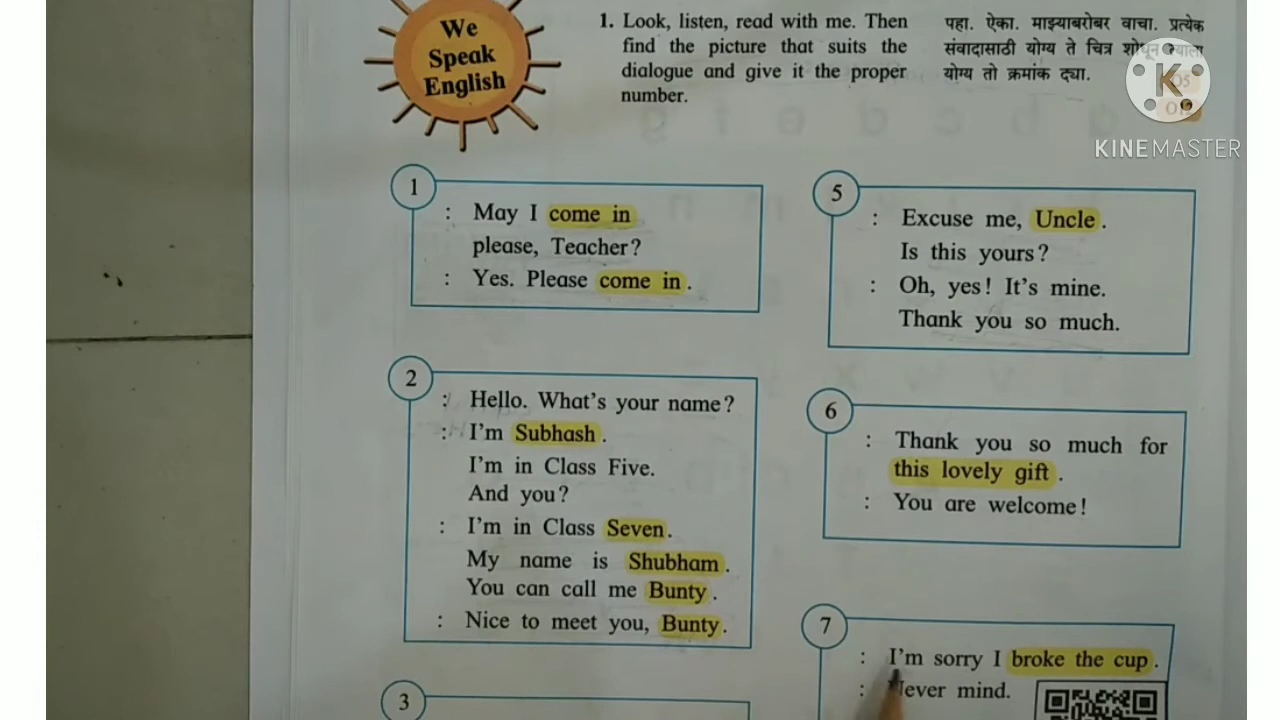 We
Speak
English
1. Look, listen, read with me. Then
find the picture that suits the
dialogue and give it the proper
number.
पहा. ऐका. माझ्याबरोबर वाचा. प्रत्येक
संवादासाठी योग्य ते चित्र शोधून त्याला
योग्य तो क्रमांक द्या.
K
KINEMASTER
1
: May I come in
please, Teacher?
: Yes. Please come in.
2
: Hello. What's your name?
: I'm Subhash.
I'm in Class Five.
And you?
: I'm in Class Seven.
My name is Shubham.
You can call me Bunty.
: Nice to meet you, Bunty.
3
5
: Excuse me, Uncle.
Is this yours?
: Oh, yes! It's mine.
Thank you so much.
6
: Thank you so much for
this lovely gift.
: You are welcome!
7
: I'm sorry I broke the cup.
: Never mind.